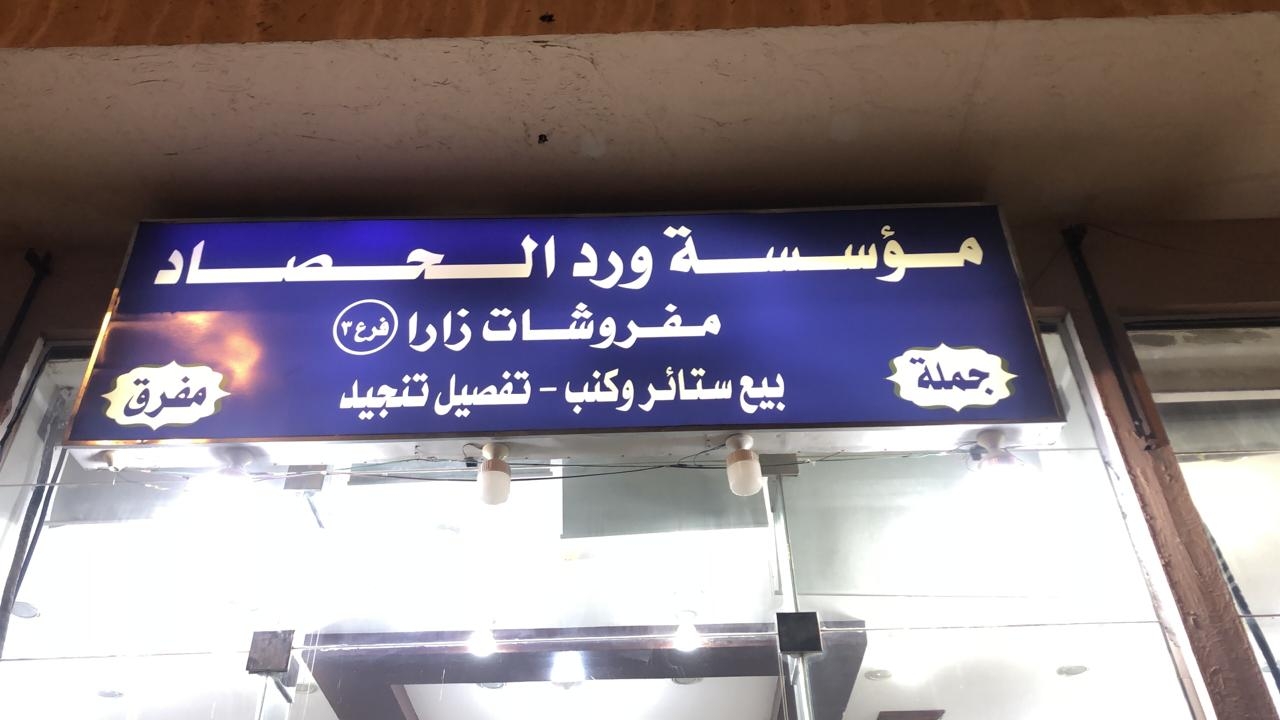 مؤسسة ورد الحصاد
مفروشات زارا فرع ٣
جملة
بيع ستائر وكنب - تفصيل تنجيد
مفرق